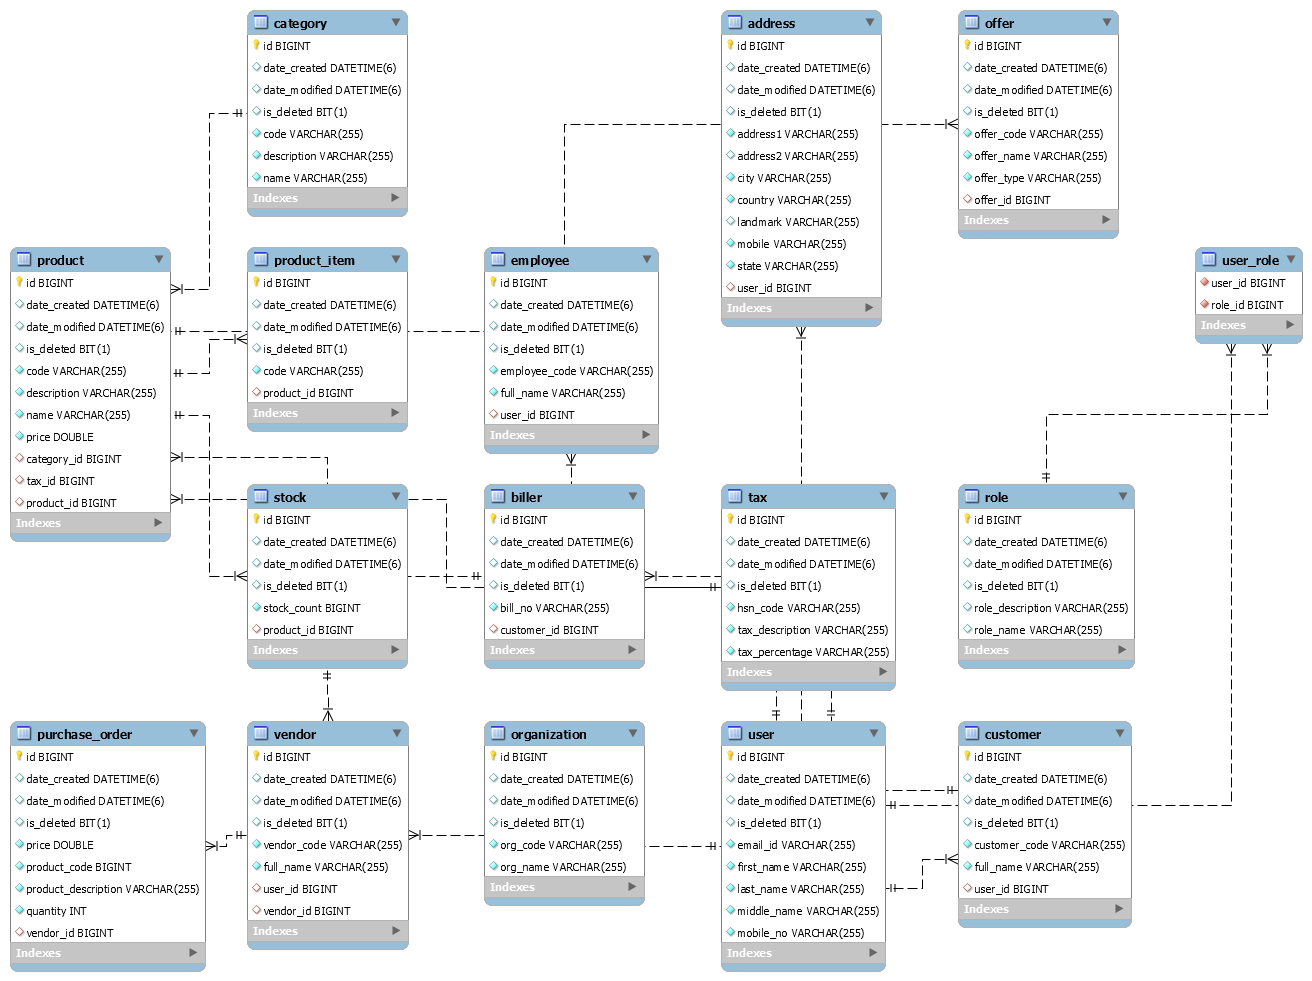 category
id BIGINT
date_created DATETIME(6)
date_modified DATETIME(6)
is_deleted BIT(1)
code VARCHAR(255)
description VARCHAR(255)
name VARCHAR(255)
Indexes
address
id BIGINT
date_created DATETIME(6)
date_modified DATETIME(6)
is_deleted BIT(1)
address1 VARCHAR(255)
address2 VARCHAR(255)
city VARCHAR(255)
country VARCHAR(255)
landmark VARCHAR(255)
mobile VARCHAR(255)
state VARCHAR(255)
user_id BIGINT
Indexes
offer
id BIGINT
date_created DATETIME(6)
date_modified DATETIME(6)
is_deleted BIT(1)
offer_code VARCHAR(255)
offer_name VARCHAR(255)
offer_type VARCHAR(255)
offer_id BIGINT
Indexes
product
id BIGINT
date_created DATETIME(6)
date_modified DATETIME(6)
is_deleted BIT(1)
code VARCHAR(255)
description VARCHAR(255)
name VARCHAR(255)
price DOUBLE
category_id BIGINT
tax_id BIGINT
product_id BIGINT
Indexes
product_item
id BIGINT
date_created DATETIME(6)
date_modified DATETIME(6)
is_deleted BIT(1)
code VARCHAR(255)
product_id BIGINT
Indexes
employee
id BIGINT
date_created DATETIME(6)
date_modified DATETIME(6)
is_deleted BIT(1)
employee_code VARCHAR(255)
full_name VARCHAR(255)
user_id BIGINT
Indexes
user_role
user_id BIGINT
role_id BIGINT
Indexes
stock
id BIGINT
date_created DATETIME(6)
date_modified DATETIME(6)
is_deleted BIT(1)
stock_count BIGINT
product_id BIGINT
Indexes
biller
id BIGINT
date_created DATETIME(6)
date_modified DATETIME(6)
is_deleted BIT(1)
bill_no VARCHAR(255)
customer_id BIGINT
Indexes
tax
id BIGINT
date_created DATETIME(6)
date_modified DATETIME(6)
is_deleted BIT(1)
hsn_code VARCHAR(255)
tax_description VARCHAR(255)
tax_percentage VARCHAR(255)
Indexes
role
id BIGINT
date_created DATETIME(6)
date_modified DATETIME(6)
is_deleted BIT(1)
role_description VARCHAR(255)
role_name VARCHAR(255)
Indexes
purchase_order
id BIGINT
date_created DATETIME(6)
date_modified DATETIME(6)
is_deleted BIT(1)
price DOUBLE
product_code BIGINT
product_description VARCHAR(255)
quantity INT
vendor_id BIGINT
Indexes
vendor
id BIGINT
date_created DATETIME(6)
date_modified DATETIME(6)
is_deleted BIT(1)
vendor_code VARCHAR(255)
full_name VARCHAR(255)
user_id BIGINT
vendor_id BIGINT
Indexes
organization
id BIGINT
date_created DATETIME(6)
date_modified DATETIME(6)
is_deleted BIT(1)
org_code VARCHAR(255)
org_name VARCHAR(255)
Indexes
user
id BIGINT
date_created DATETIME(6)
date_modified DATETIME(6)
is_deleted BIT(1)
email_id VARCHAR(255)
first_name VARCHAR(255)
last_name VARCHAR(255)
middle_name VARCHAR(255)
mobile_no VARCHAR(255)
Indexes
customer
id BIGINT
date_created DATETIME(6)
date_modified DATETIME(6)
is_deleted BIT(1)
customer_code VARCHAR(255)
full_name VARCHAR(255)
user_id BIGINT
Indexes